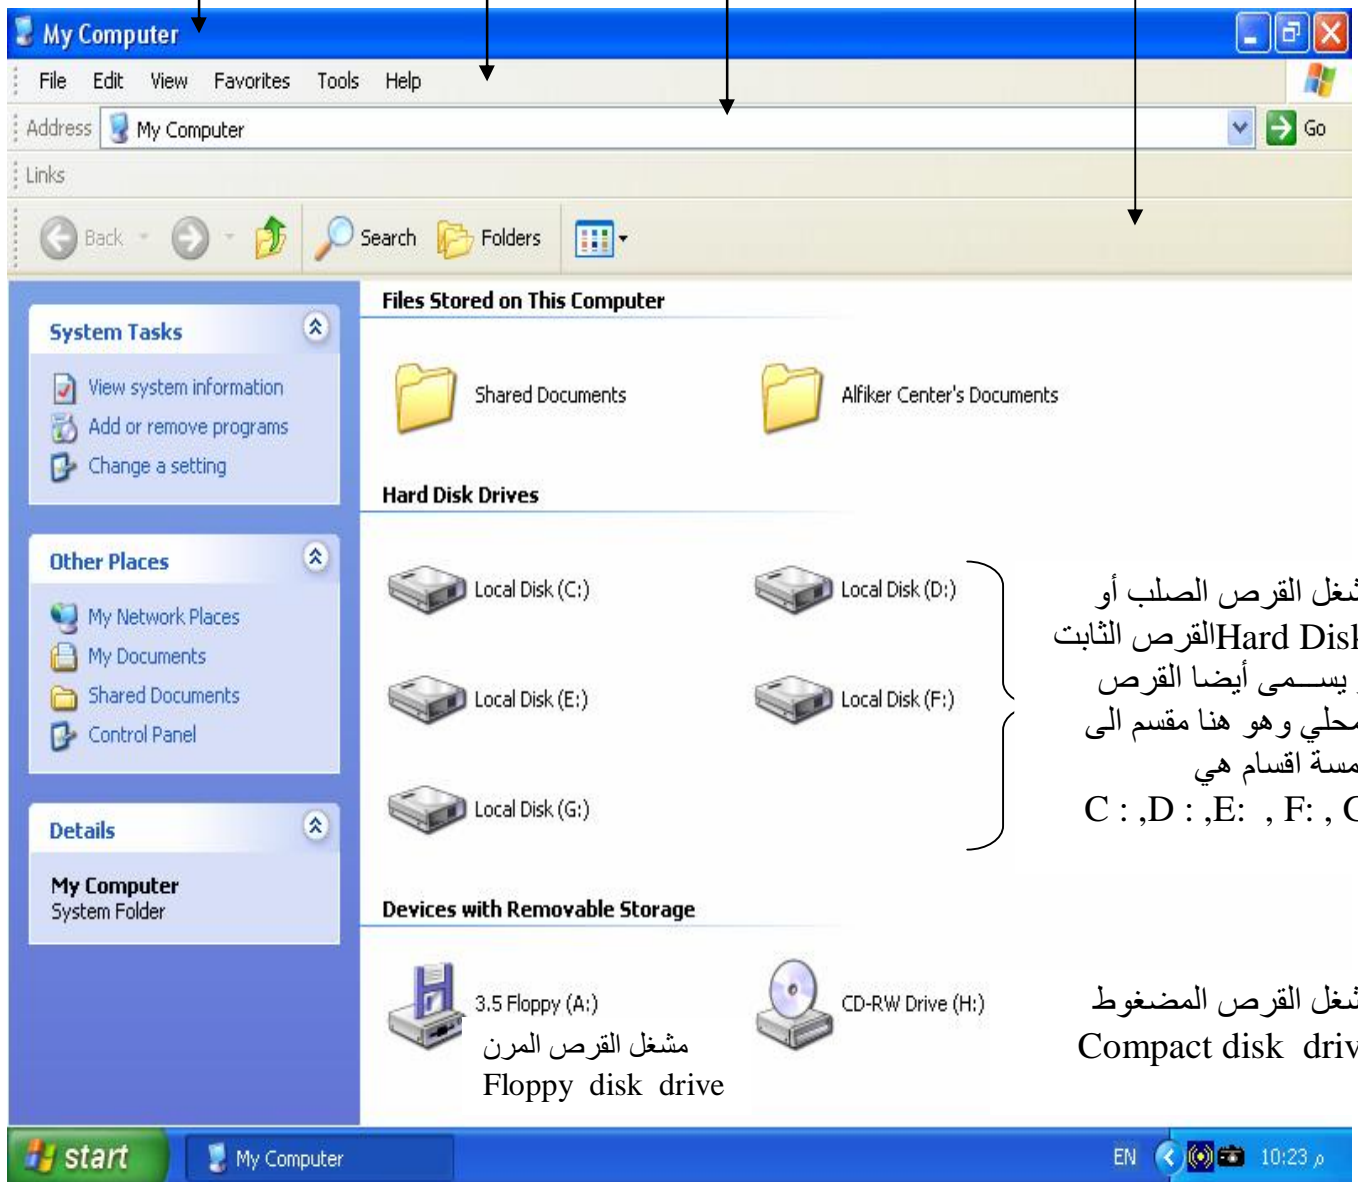 My Computer
File Edit View Favorites Tools Help
Address My Computer Go
Links
Back Search Folders
Files Stored on This Computer
System Tasks
View system information
Add or remove programs
Change a setting
Shared Documents
Alfiker Center's Documents
Hard Disk Drives
Other Places
My Network Places
My Documents
Shared Documents
Control Panel
Local Disk (C:)
Local Disk (D:)
Local Disk (E:)
Local Disk (F:)
Local Disk (G:)
القرص الصلب أو
القرص الثابت Hard
يســمى أيضا القرص
وهو هنا مقسم الى
اقسام هي
C : ,D : ,E: , F: ,
Details
My Computer
System Folder
Devices with Removable Storage
3.5 Floppy (A:)
مشغل القرص المرن
Floppy disk drive
CD-RW Drive (H:)
القرص المضغوط
Compact disk
start
My Computer
EN
10:23 م